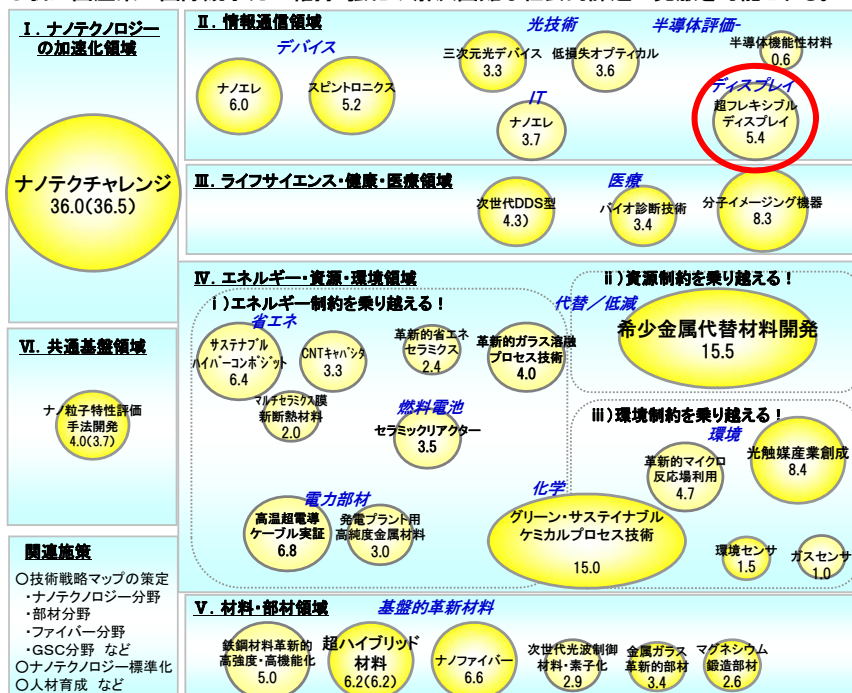 Ⅰ. ナノテクノロジー
の加速化領域
ナノテクチャレンジ
36.0(36.5)
Ⅱ. 情報通信領域
デバイス
光技術
半導体評価-
ナノエレ
6.0
スピントロニクス
5.2
三次元光デバイス
3.3
低損失オプティカル
3.6
半導体機能性材料
0.6
IT
ナノエレ
3.7
ディスプレイ
超フレキシブル
ディスプレイ
5.4
Ⅲ. ライフサイエンス・健康・医療領域
医療
次世代DDS型
4.3)
バイオ診断技術
3.4
分子イメージング機器
8.3
Ⅳ. エネルギー・資源・環境領域
ⅰ)エネルギー制約を乗り越える！
省エネ
サステナブル
ハイパーコンポジット
6.4
CNTキャパシタ
3.3
革新的省エネ
セラミクス
2.4
革新的ガラス溶融
プロセス技術
4.0
マルチセラミクス膜
新断熱材料
2.0
燃料電池
セラミックリアクター
3.5
電力部材
高温超電導
ケーブル実証
6.8
発電プラント用
高純度金属材料
3.0
代替／低減
ⅱ)資源制約を乗り越える！
希少金属代替材料開発
15.5
ⅲ)環境制約を乗り越える！
環境
革新的マイクロ
反応場利用
4.7
光触媒産業創成
8.4
化学
グリーン・サステイナブル
ケミカルプロセス技術
15.0
環境センサ
1.5
ガスセンサ
1.0
Ⅴ. 材料・部材領域
基盤的革新材料
鉄鋼材料革新的
高強度・高機能化
5.0
超ハイブリッド
材料
6.2(6.2)
ナノファイバー
6.6
次世代光波制御
材料・素子化
2.9
金属ガラス
革新的部材
3.4
マグネシウム
鍛造部材
2.6
Ⅵ. 共通基盤領域
ナノ粒子特性評価
手法開発
4.0(3.7)
関連施策
○技術戦略マップの策定
・ナノテクノロジー分野
・部材分野
・ファイバー分野
・GSC分野 など
○ナノテクノロジー標準化
○人材育成 など